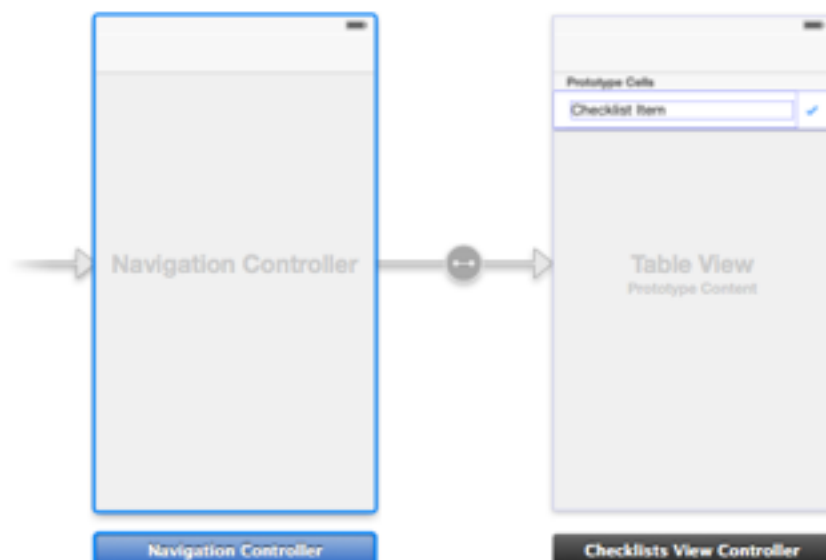 Navigation Controller
Navigation Controller
Prototype Cells
Checklist Item
Table View
Prototype Content
Checklists View Controller